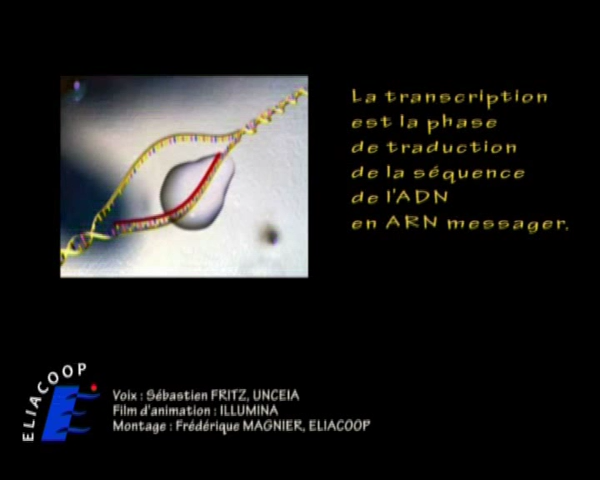 La transcription
est la phase
de traduction
de la séquence
de l'ADN
en ARN messager.
ELIACOOP
Voix : Sébastien FRITZ, UNCEIA
Film d'animation : ILLUMINA
Montage : Frédérique MAGNIER, ELIACOOP